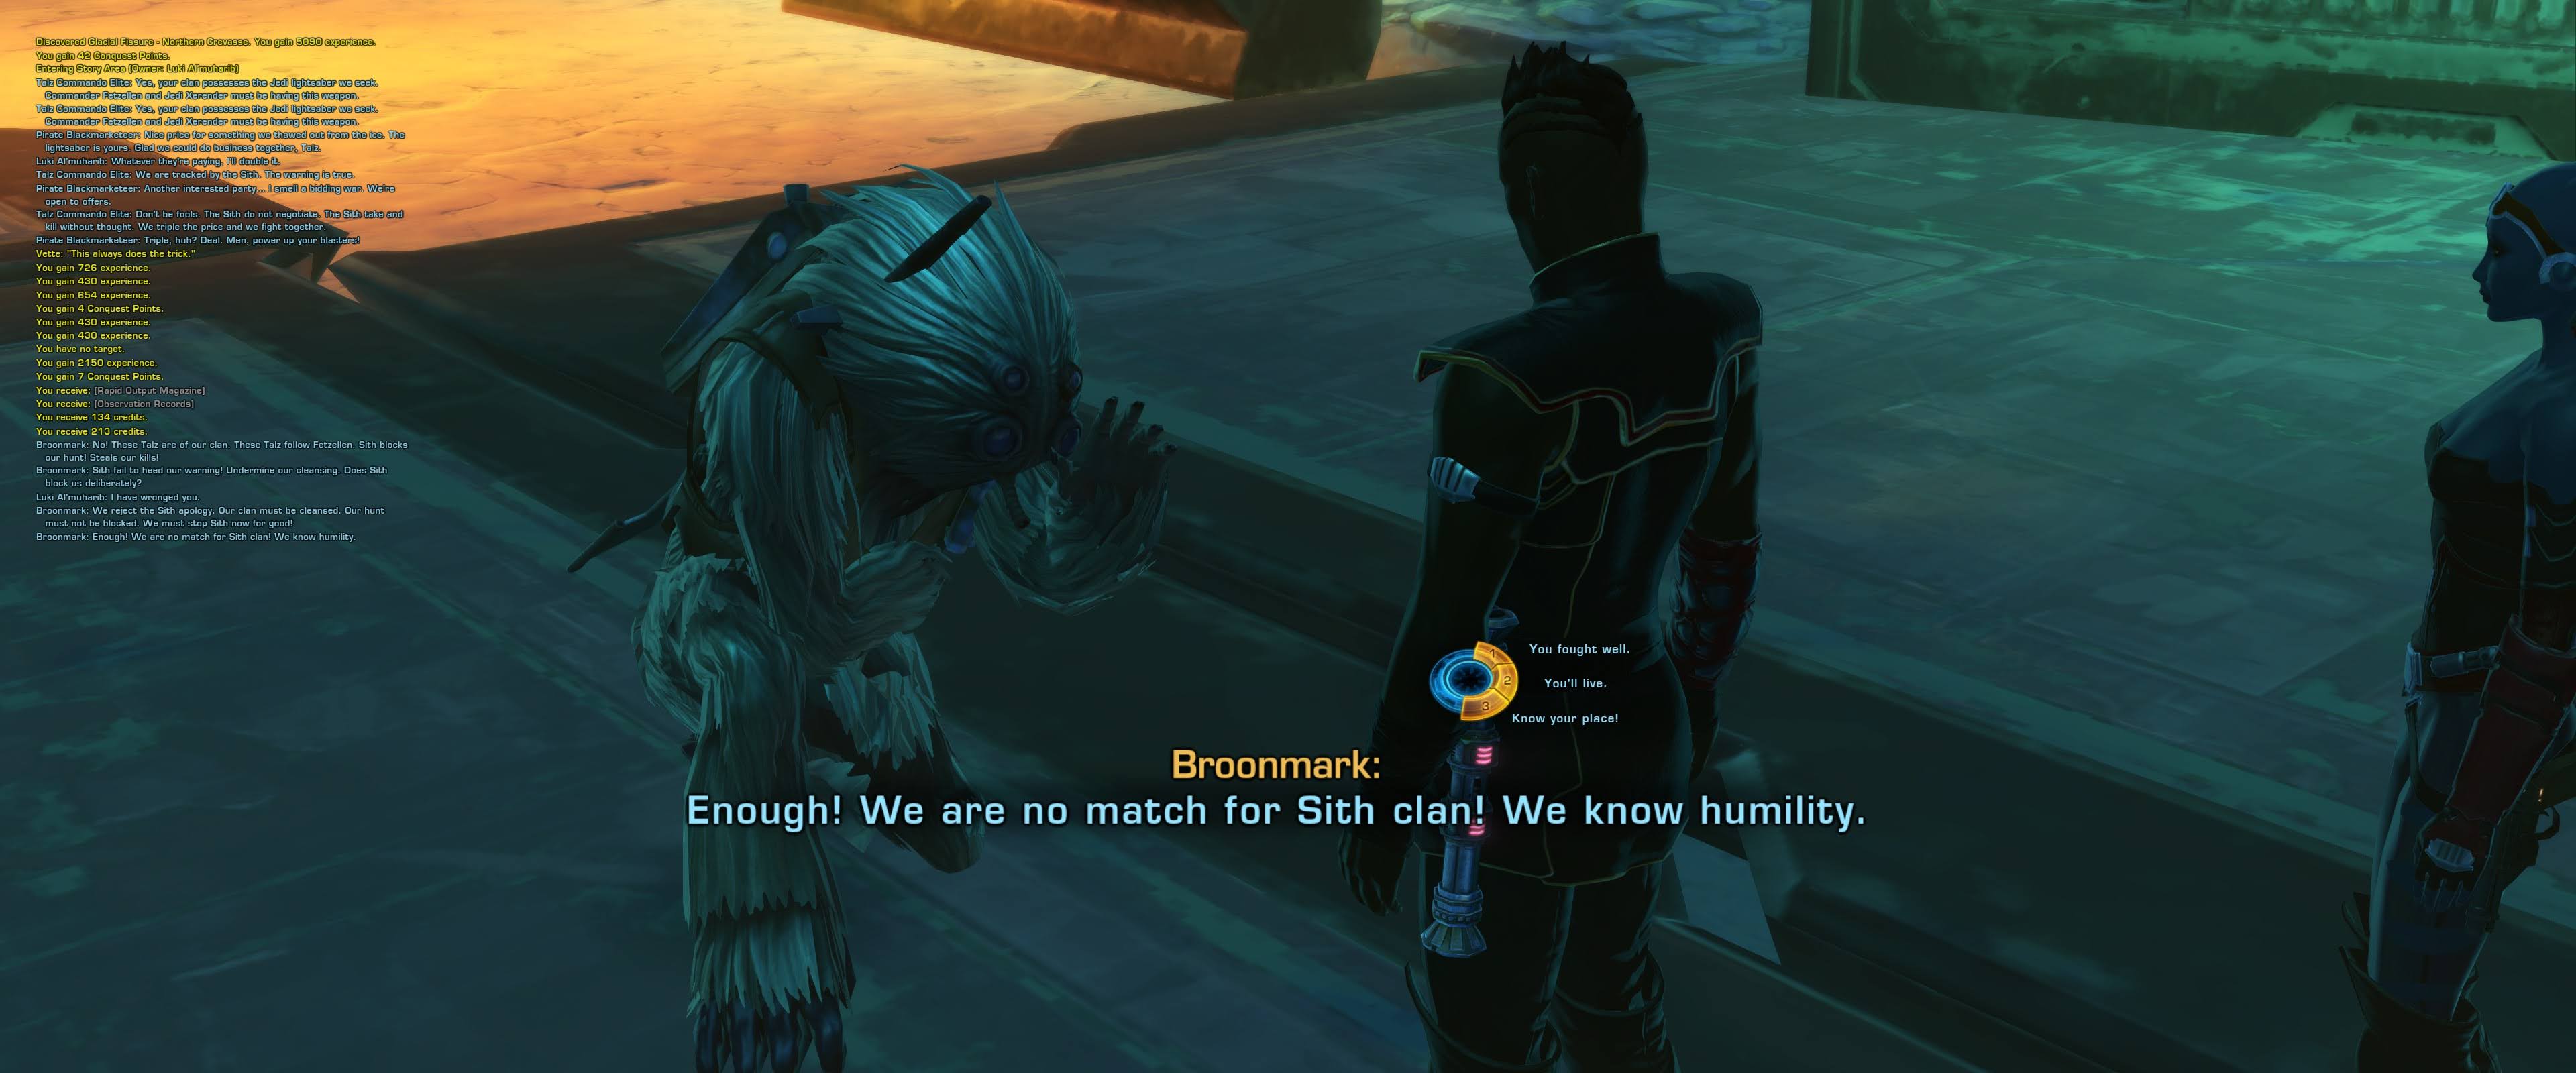 Discovered Glacial Fissure - Northern Crevasse. You gain 5090 experience.
You gain 42 Conquest Points.
Entering Story Area (Owner: Luki Al'muharib)
Talz Commando Elite: Yes, your clan possesses the Jedi lightsaber we seek.
Commander Fetzellen and Jedi Xerender must be having this weapon.
Talz Commando Elite: Yes, your clan possesses the Jedi lightsaber we seek.
Commander Fetzellen and Jedi Xerender must be having this weapon.
Pirate Blackmarketeer: Nice price for something we thawed out from the ice. The
lightsaber is yours. Glad we could do business together, Talz.
Luki Al'muharib: Whatever they're paying, I'll double it.
Talz Commando Elite: We are tracked by the Sith. The warning is true.
Pirate Blackmarketeer: Another interested party... I smell a bidding war. We're
open to offers.
Talz Commando Elite: Don't be fools. The Sith do not negotiate. The Sith take and
kill without thought. We triple the price and we fight together.
Pirate Blackmarketeer: Triple, huh? Deal. Men, power up your blasters!
Vette: "This always does the trick."
You gain 726 experience.
You gain 430 experience.
You gain 654 experience.
You gain 4 Conquest Points.
You gain 430 experience.
You gain 430 experience.
You have no target.
You gain 2150 experience.
You gain 7 Conquest Points.
You receive: [Rapid Output Magazine]
You receive: [Observation Records]
You receive 134 credits.
You receive 213 credits.
Broonmark: No! These Talz are of our clan. These Talz follow Fetzellen. Sith blocks
our hunt! Steals our kills!
Broonmark: Sith fail to heed our warning! Undermine our cleansing. Does Sith
block us deliberately?
Luki Al'muharib: I have wronged you.
Broonmark: We reject the Sith apology. Our clan must be cleansed. Our hunt
must not be blocked. We must stop Sith now for good!
Broonmark: Enough! We are no match for Sith clan! We know humility.
1 You fought well.
2 You'll live.
3 Know your place!
Broonmark:
Enough! We are no match for Sith clan! We know humility.